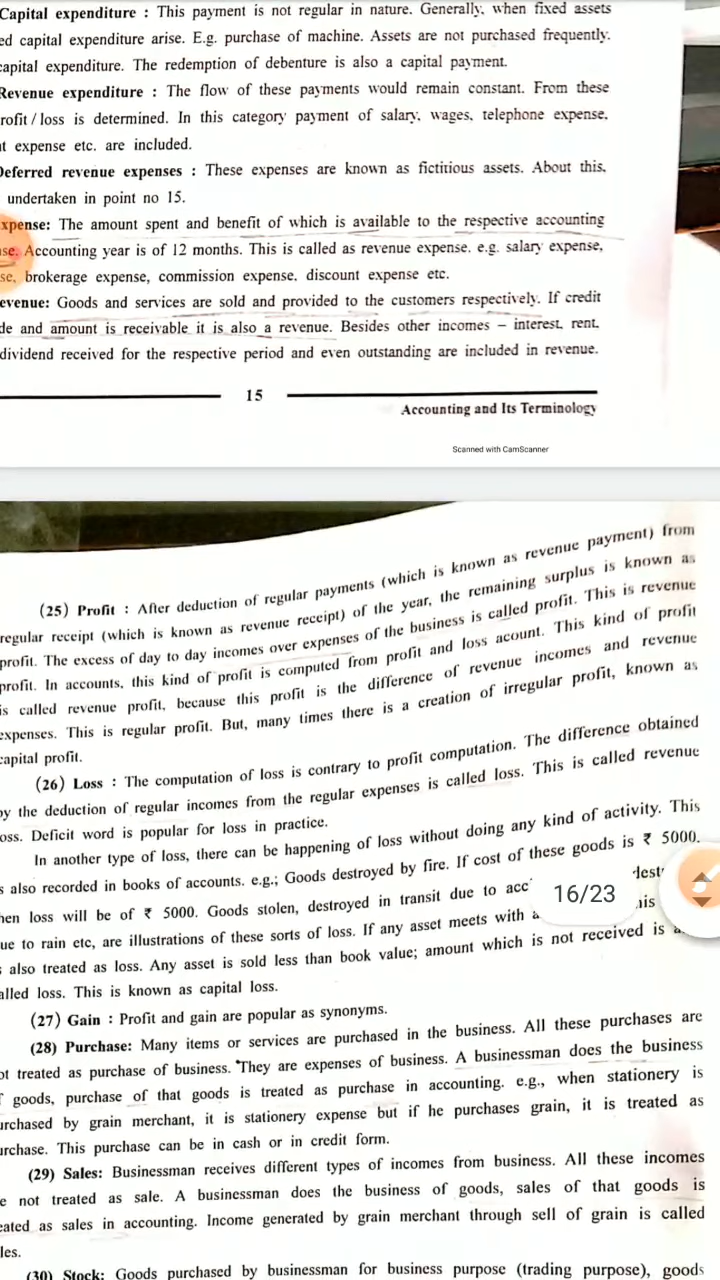 Capital expenditure : This payment is not regular in nature. Generally, when fixed assets
ed capital expenditure arise. E.g. purchase of machine. Assets are not purchased frequently.
capital expenditure. The redemption of debenture is also a capital payment.
Revenue expenditure : The flow of these payments would remain constant. From these
rofit / loss is determined. In this category payment of salary, wages, telephone expense,
t expense etc. are included.
Deferred revenue expenses : These expenses are known as fictitious assets. About this,
undertaken in point no 15.
xpense: The amount spent and benefit of which is available to the respective accounting
se. Accounting year is of 12 months. This is called as revenue expense. e.g. salary expense,
se, brokerage expense, commission expense, discount expense etc.
evenue: Goods and services are sold and provided to the customers respectively. If credit
de and amount is receivable it is also a revenue. Besides other incomes – interest, rent,
dividend received for the respective period and even outstanding are included in revenue.
15
Accounting and Its Terminology
Scanned with CamScanner
(25) Profit : After deduction of regular payments (which is known as revenue payment) from
regular receipt (which is known as revenue receipt) of the year, the remaining surplus is known as
profit. The excess of day to day incomes over expenses of the business is called profit. This is revenue
profit. In accounts, this kind of profit is computed from profit and loss acount. This kind of profit
is called revenue profit, because this profit is the difference of revenue incomes and revenue
expenses. This is regular profit. But, many times there is a creation of irregular profit, known as
capital profit.
(26) Loss : The computation of loss is contrary to profit computation. The difference obtained
by the deduction of regular incomes from the regular expenses is called loss. This is called revenue
oss. Deficit word is popular for loss in practice.
In another type of loss, there can be happening of loss without doing any kind of activity. This
s also recorded in books of accounts. e.g.; Goods destroyed by fire. If cost of these goods is ₹ 5000.
hen loss will be of ₹ 5000. Goods stolen, destroyed in transit due to acc dest
16/23
ue to rain etc, are illustrations of these sorts of loss. If any asset meets with a his
s also treated as loss. Any asset is sold less than book value; amount which is not received is a
alled loss. This is known as capital loss.
(27) Gain : Profit and gain are popular as synonyms.
(28) Purchase: Many items or services are purchased in the business. All these purchases are
ot treated as purchase of business. They are expenses of business. A businessman does the business
f goods, purchase of that goods is treated as purchase in accounting. e.g., when stationery is
urchased by grain merchant, it is stationery expense but if he purchases grain, it is treated as
urchase. This purchase can be in cash or in credit form.
(29) Sales: Businessman receives different types of incomes from business. All these incomes
e not treated as sale. A businessman does the business of goods, sales of that goods is
eated as sales in accounting. Income generated by grain merchant through sell of grain is called
les.
(30) Stock: Goods purchased by businessman for business purpose (trading purpose), goods